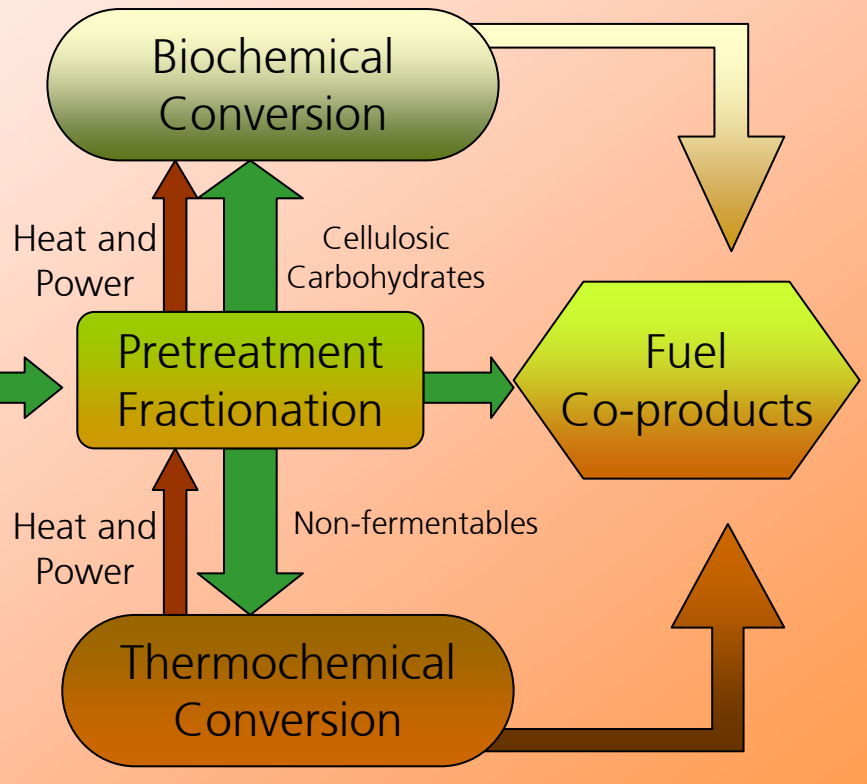 Biochemical
Conversion
Heat and
Power
Cellulosic
Carbohydrates
Pretreatment
Fractionation
Fuel
Co-products
Heat and
Power
Non-fermentables
Thermochemical
Conversion